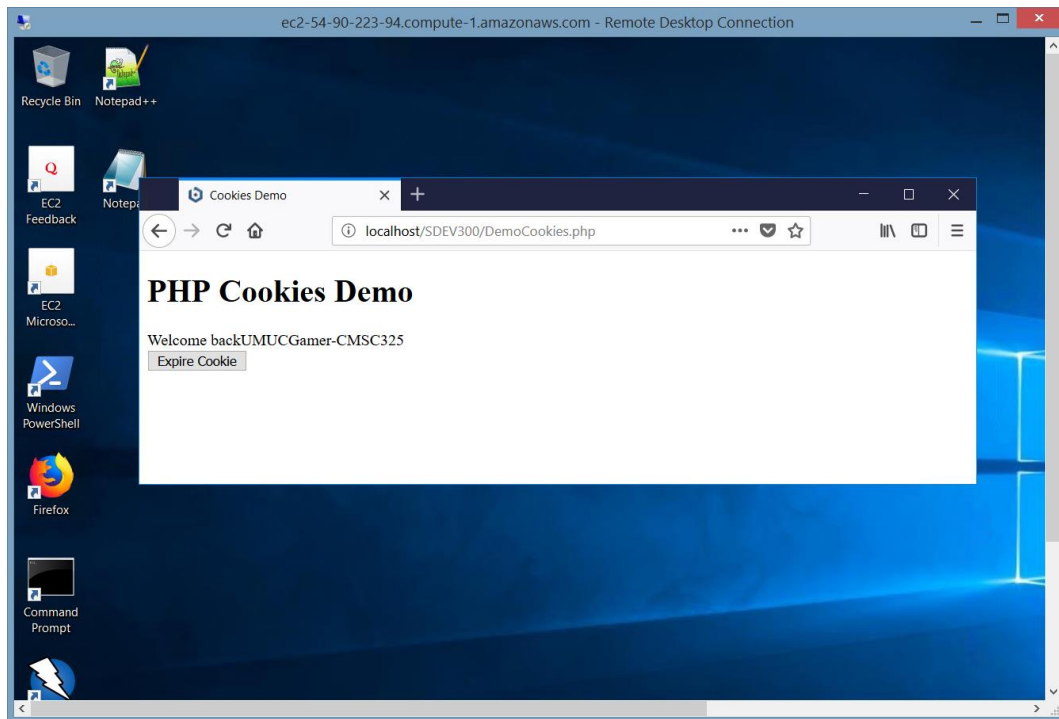 ec2-54-90-223-94.compute-1.amazonaws.com - Remote Desktop Connection
Recycle Bin
Notepad++
EC2
Feedback
Notepa
Cookies Demo
localhost/SDEV300/DemoCookies.php
PHP Cookies Demo
Welcome backUMUCGamer-CMSC325
Expire Cookie
EC2
Microso...
Windows
PowerShell
Firefox
Command
Prompt